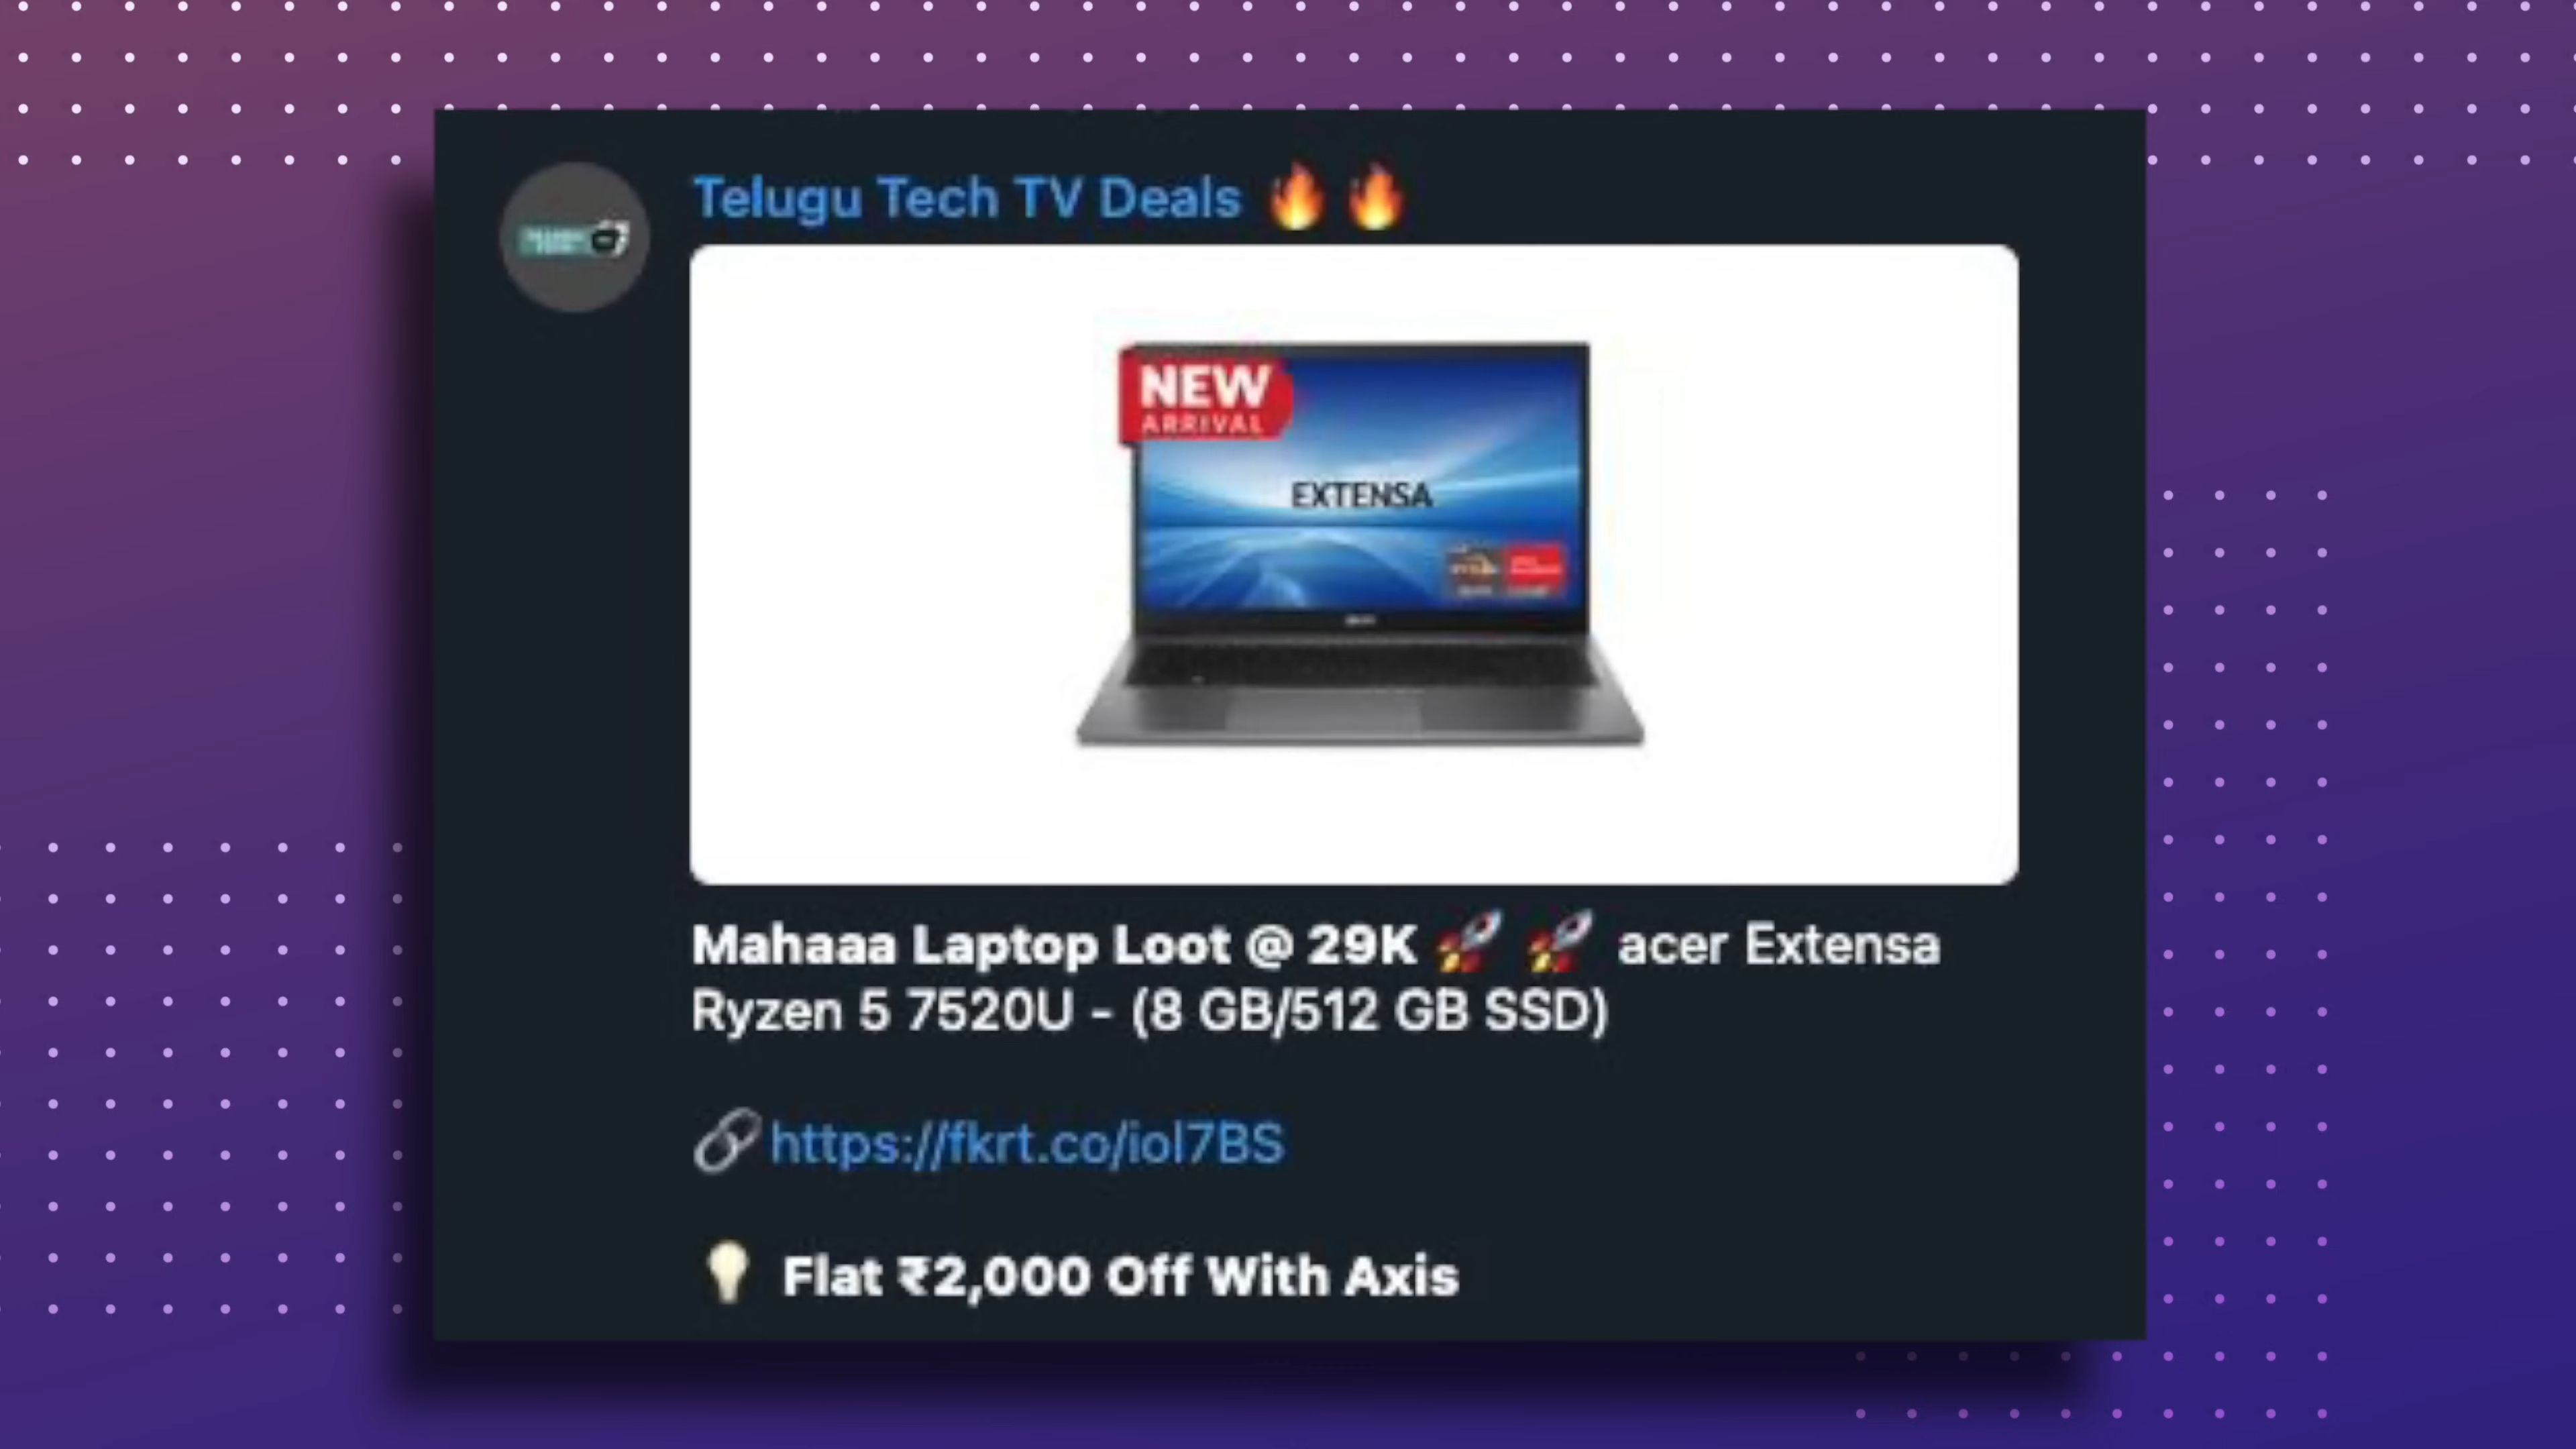 Telugu Tech TV Deals 🔥 🔥
NEW
ARRIVAL
EXTENSA
Mahaaa Laptop Loot @ 29K 🚀 🚀 acer Extensa
Ryzen 5 7520U - (8 GB/512 GB SSD)
🔗https://fkrt.co/iol7BS
💡 Flat ₹2,000 Off With Axis